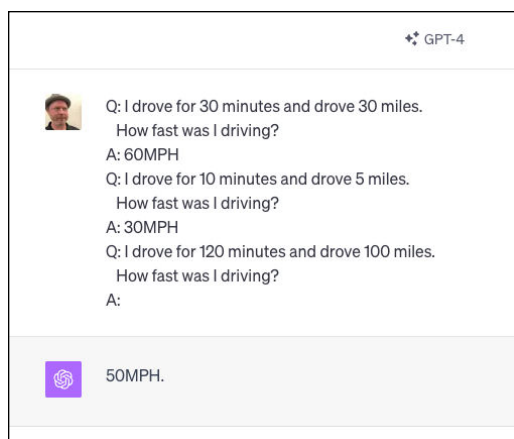 GPT-4
Q: I drove for 30 minutes and drove 30 miles.
How fast was I driving?
A: 60MPH
Q: I drove for 10 minutes and drove 5 miles.
How fast was I driving?
A: 30MPH
Q: I drove for 120 minutes and drove 100 miles.
How fast was I driving?
A:
50MPH.